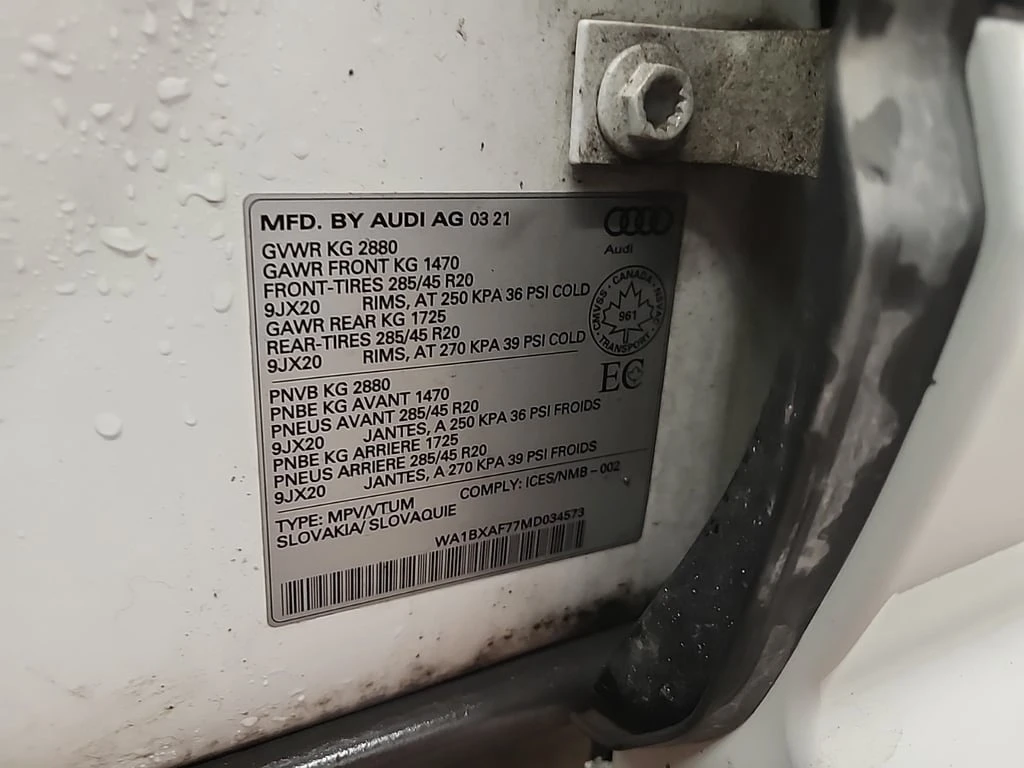 MFD. BY AUDI AG 03 21
Audi
GVWR KG 2880
GAWR FRONT KG 1470
FRONT-TIRES 285/45 R20
9JX20 RIMS, AT 250 KPA 36 PSI COLD
GAWR REAR KG 1725
REAR-TIRES 285/45 R20
9JX20 RIMS, AT 270 KPA 39 PSI COLD
CANADA · NSVAC · TRANSPORT · CMVSS ·
961
EC
PNVB KG 2880
PNBE KG AVANT 1470
PNEUS AVANT 285/45 R20
9JX20 JANTES, A 250 KPA 36 PSI FROIDS
PNBE KG ARRIERE 1725
PNEUS ARRIERE 285/45 R20
9JX20 JANTES, A 270 KPA 39 PSI FROIDS
TYPE: MPV/VTUM COMPLY: ICES/NMB-002
SLOVAKIA/ SLOVAQUIE
WA1BXAF77MD034573